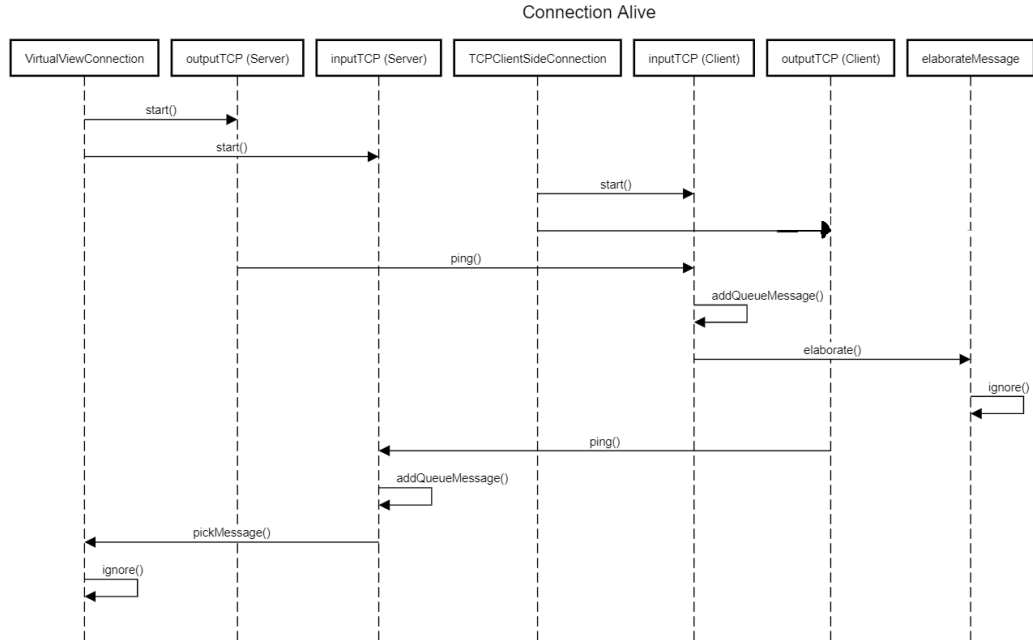 Connection Alive
VirtualViewConnection
outputTCP (Server)
inputTCP (Server)
TCPClientSideConnection
inputTCP (Client)
outputTCP (Client)
elaborateMessage
start()
start()
start()
ping()
addQueueMessage()
elaborate()
ignore()
ping()
addQueueMessage()
pickMessage()
ignore()